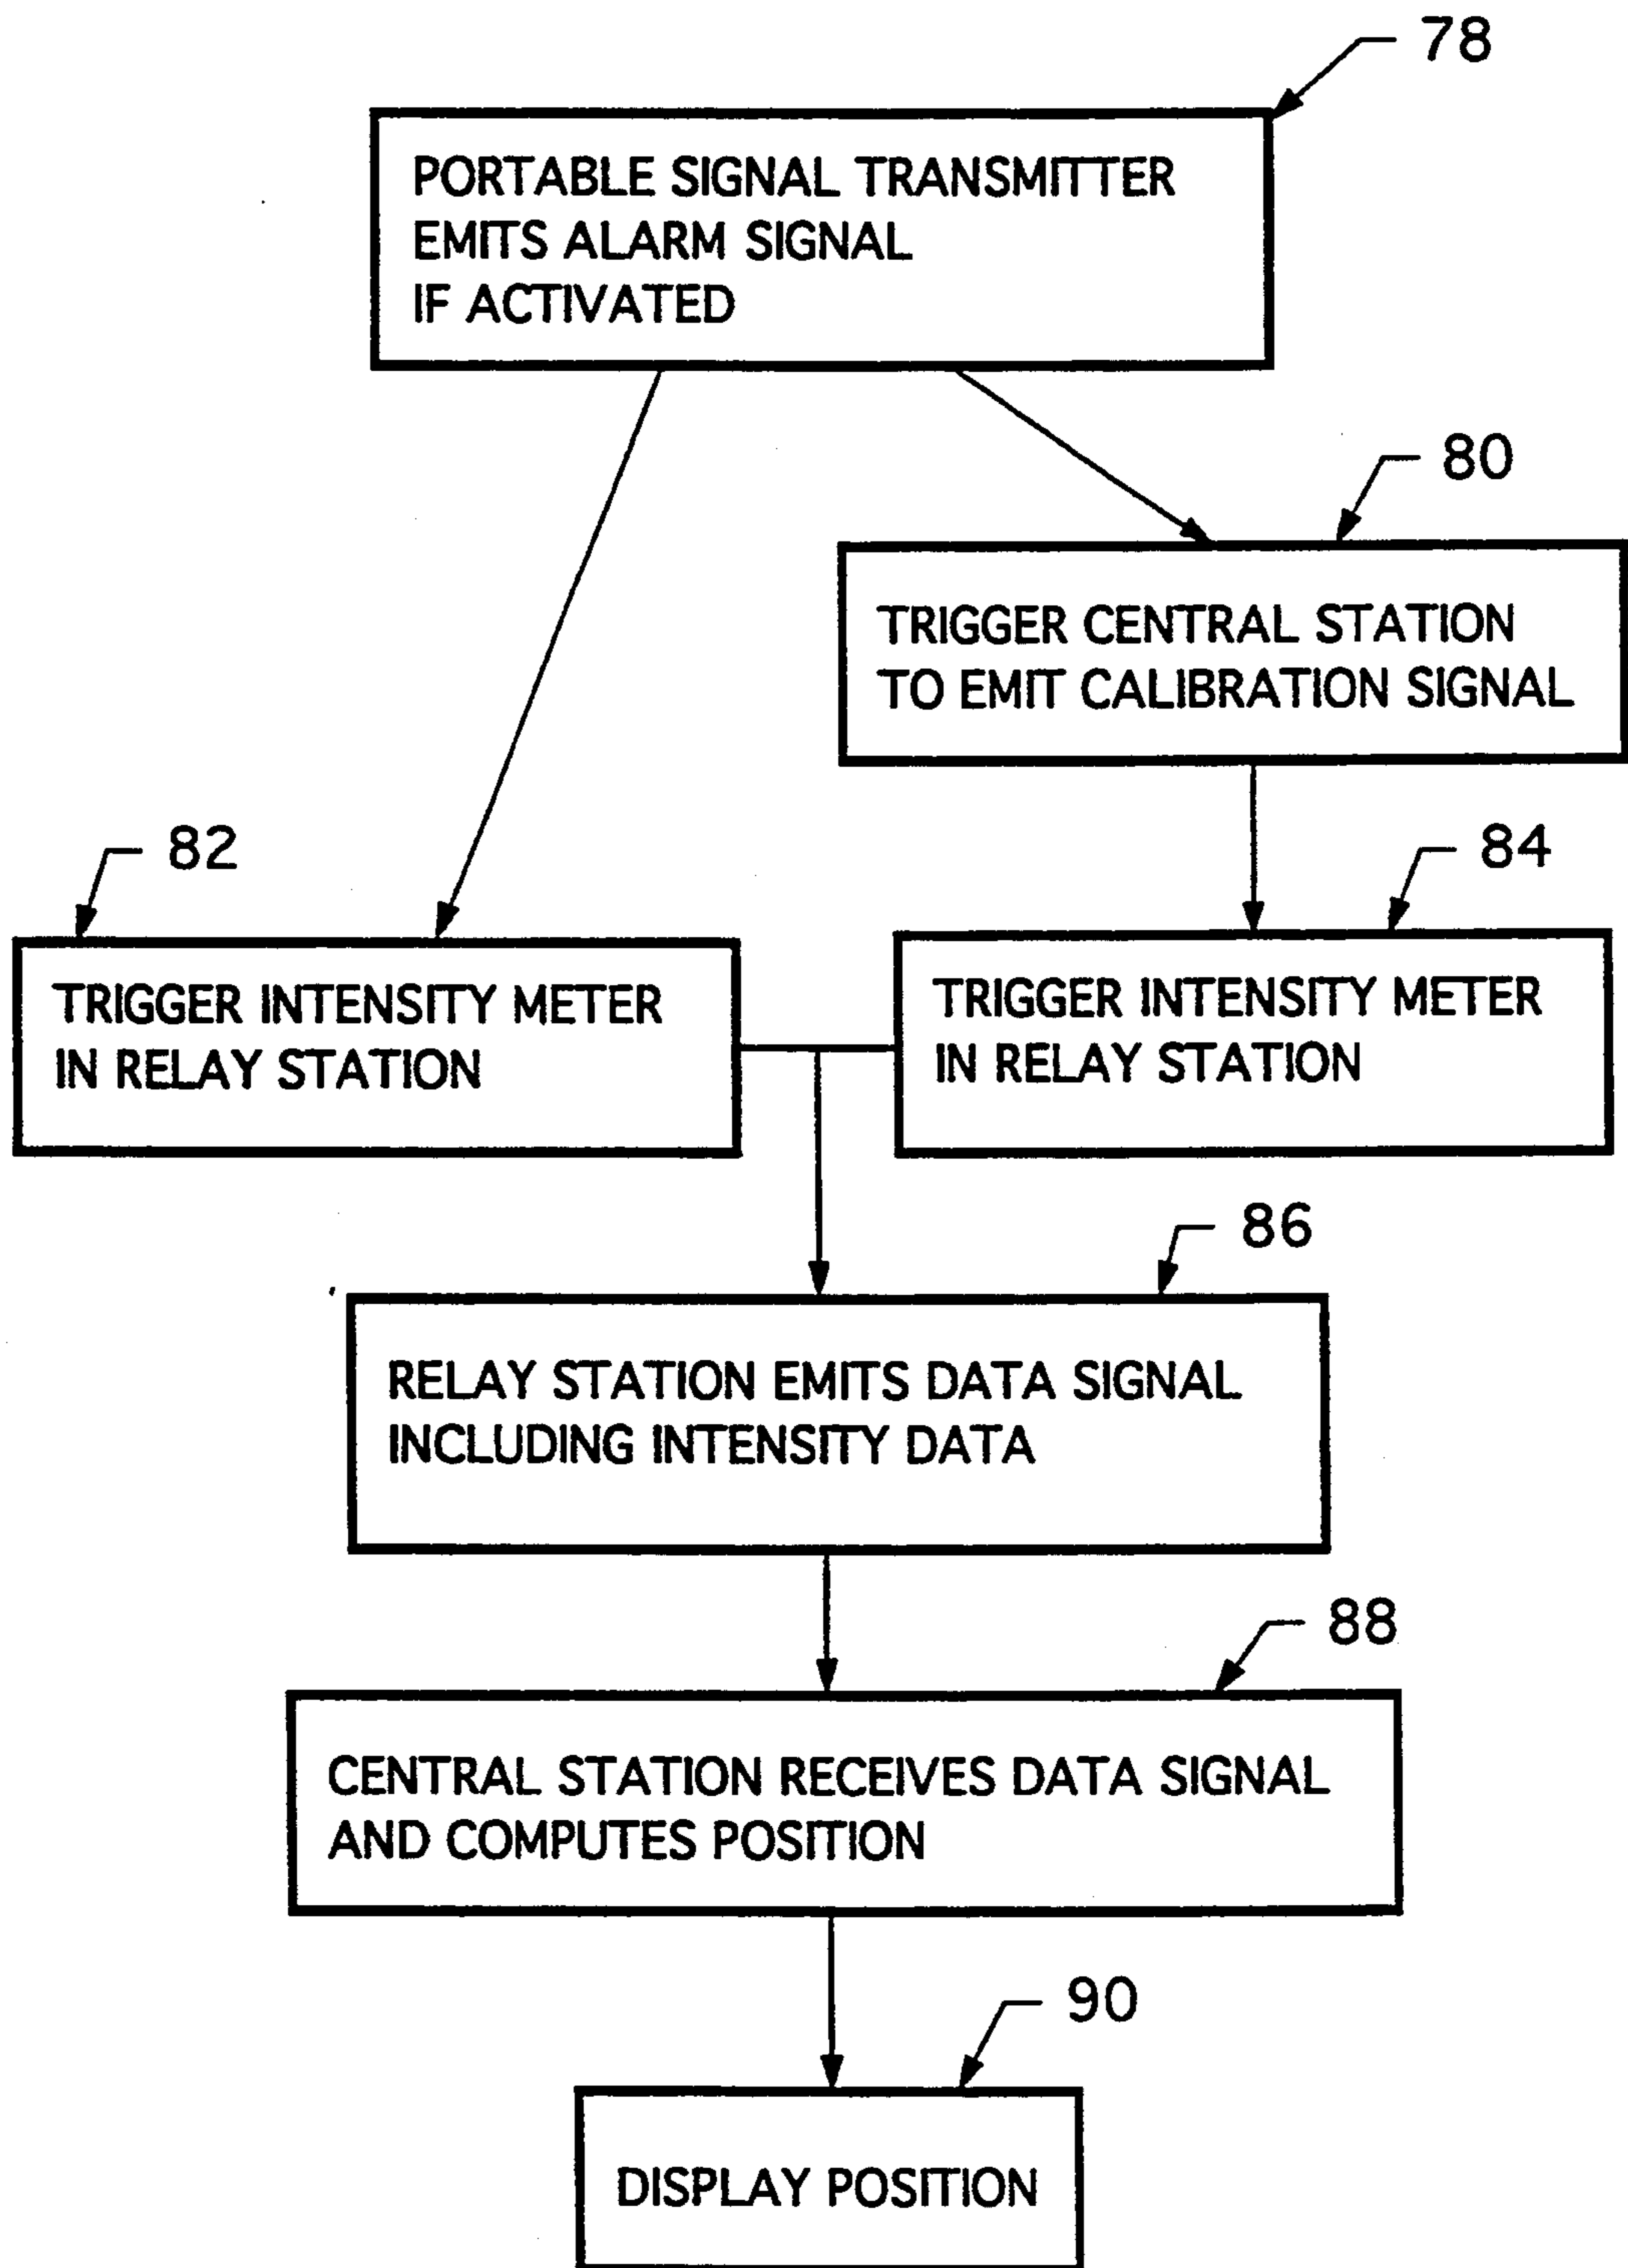 78
PORTABLE SIGNAL TRANSMITTER
EMITS ALARM SIGNAL
IF ACTIVATED
80
TRIGGER CENTRAL STATION
TO EMIT CALIBRATION SIGNAL
82
TRIGGER INTENSITY METER
IN RELAY STATION
84
TRIGGER INTENSITY METER
IN RELAY STATION
86
RELAY STATION EMITS DATA SIGNAL
INCLUDING INTENSITY DATA
88
CENTRAL STATION RECEIVES DATA SIGNAL
AND COMPUTES POSITION
90
DISPLAY POSITION